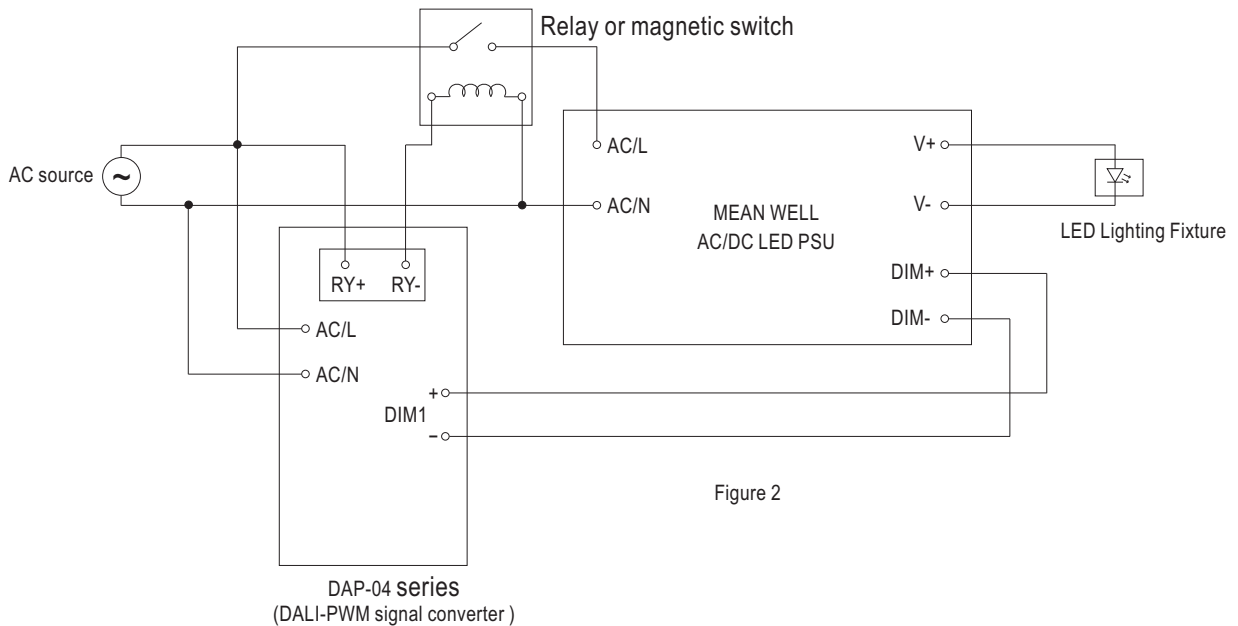 Relay or magnetic switch
AC source
~
AC/L
AC/N
MEAN WELL
AC/DC LED PSU
V+
V-
DIM+
DIM-
LED Lighting Fixture
RY+
RY-
AC/L
AC/N
DIM1
+
-
Figure 2
DAP-04 series
(DALI-PWM signal converter )